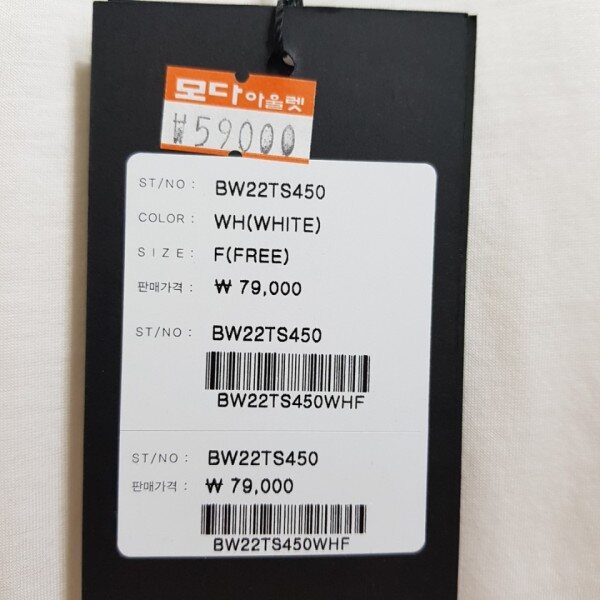 모다아울렛
₩59000
ST/NO : BW22TS450
COLOR : WH(WHITE)
SIZE : F(FREE)
판매가격 : ₩ 79,000
ST/NO : BW22TS450
BW22TS450WHF
ST/NO : BW22TS450
판매가격 : ₩ 79,000
BW22TS450WHF